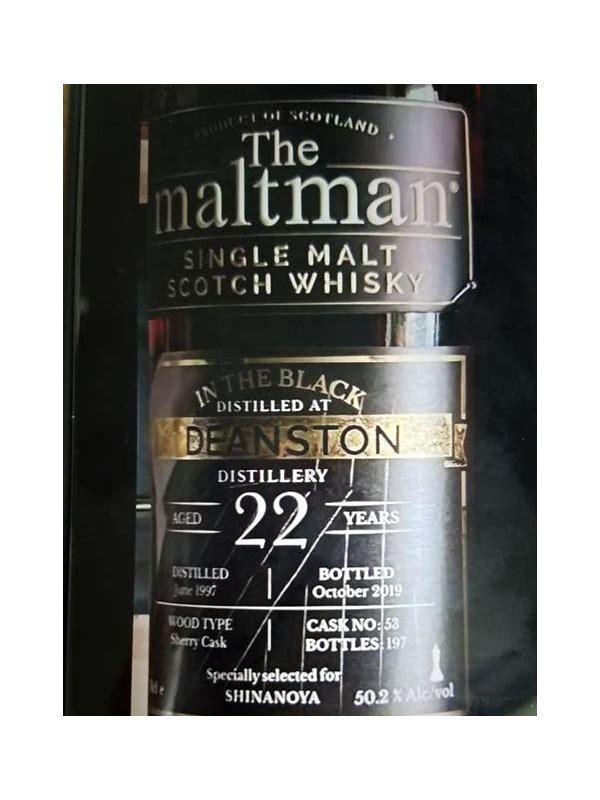 PRODUCT OF SCOTLAND
The
maltman
SINGLE MALT
SCOTCH WHISKY
IN THE BLACK
DISTILLED AT
DEANSTON
DISTILLERY
AGED 22 YEARS
DISTILLED BOTTLED
June 1997 October 2019
WOOD TYPE CASK NO: 53
Sherry Cask BOTTLES: 197
Specially selected for
SHINANOYA 50.2 % Alc/vol